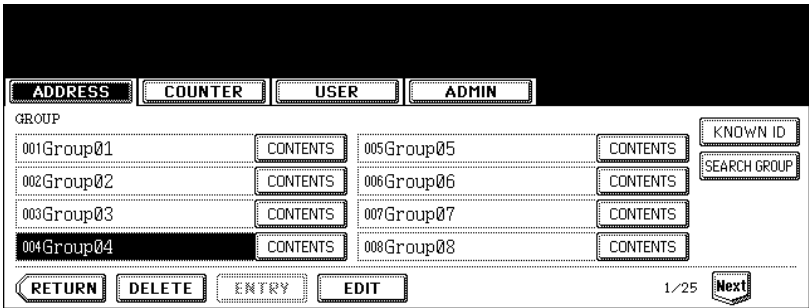 ADDRESS COUNTER USER ADMIN
GROUP
001Group01 CONTENTS 005Group05 CONTENTS KNOWN ID
002Group02 CONTENTS 006Group06 CONTENTS SEARCH GROUP
003Group03 CONTENTS 007Group07 CONTENTS
004Group04 CONTENTS 008Group08 CONTENTS
RETURN DELETE ENTRY EDIT 1/25 Next